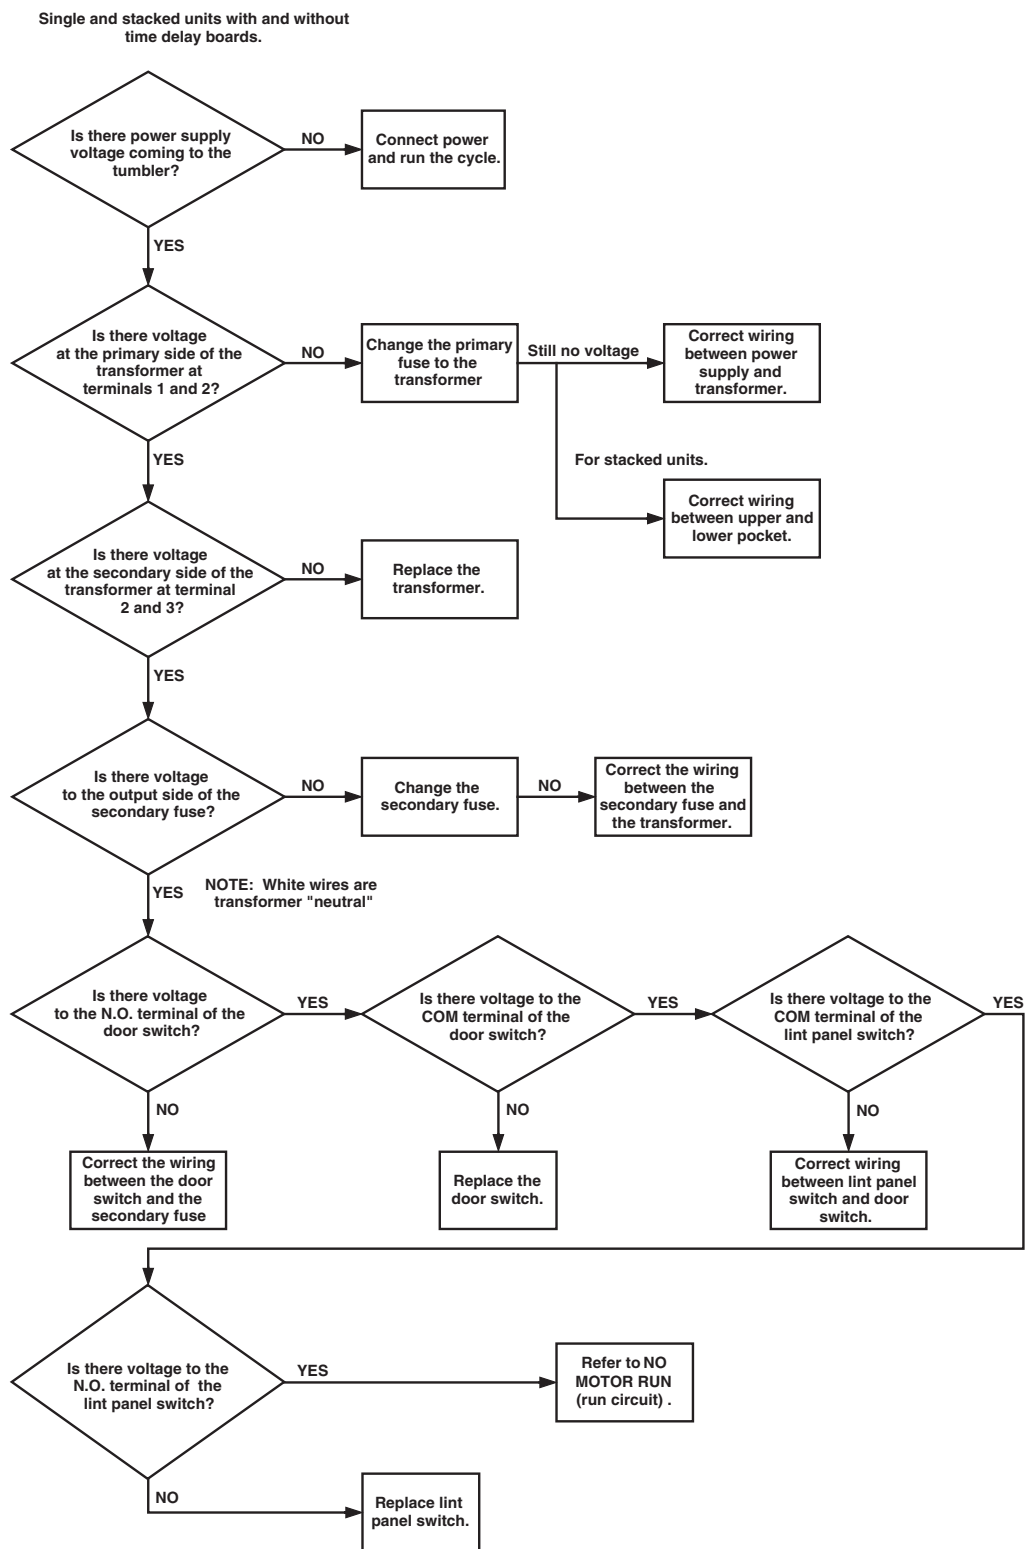 Single and stacked units with and without
time delay boards.
Is there power supply
voltage coming to the
tumbler?
NO
Connect power
and run the cycle.
YES
Is there voltage
at the primary side of the
transformer at
terminals 1 and 2?
NO
Change the primary
fuse to the
transformer
Still no voltage
Correct wiring
between power
supply and
transformer.
For stacked units.
Correct wiring
between upper and
lower pocket.
YES
Is there voltage
at the secondary side of the
transformer at terminal
2 and 3?
NO
Replace the
transformer.
YES
Is there voltage
to the output side of the
secondary fuse?
NO
Change the
secondary fuse.
NO
Correct the wiring
between the
secondary fuse and
the transformer.
YES
NOTE: White wires are
transformer "neutral"
Is there voltage
to the N.O. terminal of the
door switch?
YES
Is there voltage to the
COM terminal of the
door switch?
YES
Is there voltage to the
COM terminal of the
lint panel switch?
YES
NO
Correct the wiring
between the door
switch and the
secondary fuse
NO
Replace the
door switch.
NO
Correct wiring
between lint panel
switch and door
switch.
Is there voltage to the
N.O. terminal of the
lint panel switch?
YES
Refer to NO
MOTOR RUN
(run circuit) .
NO
Replace lint
panel switch.